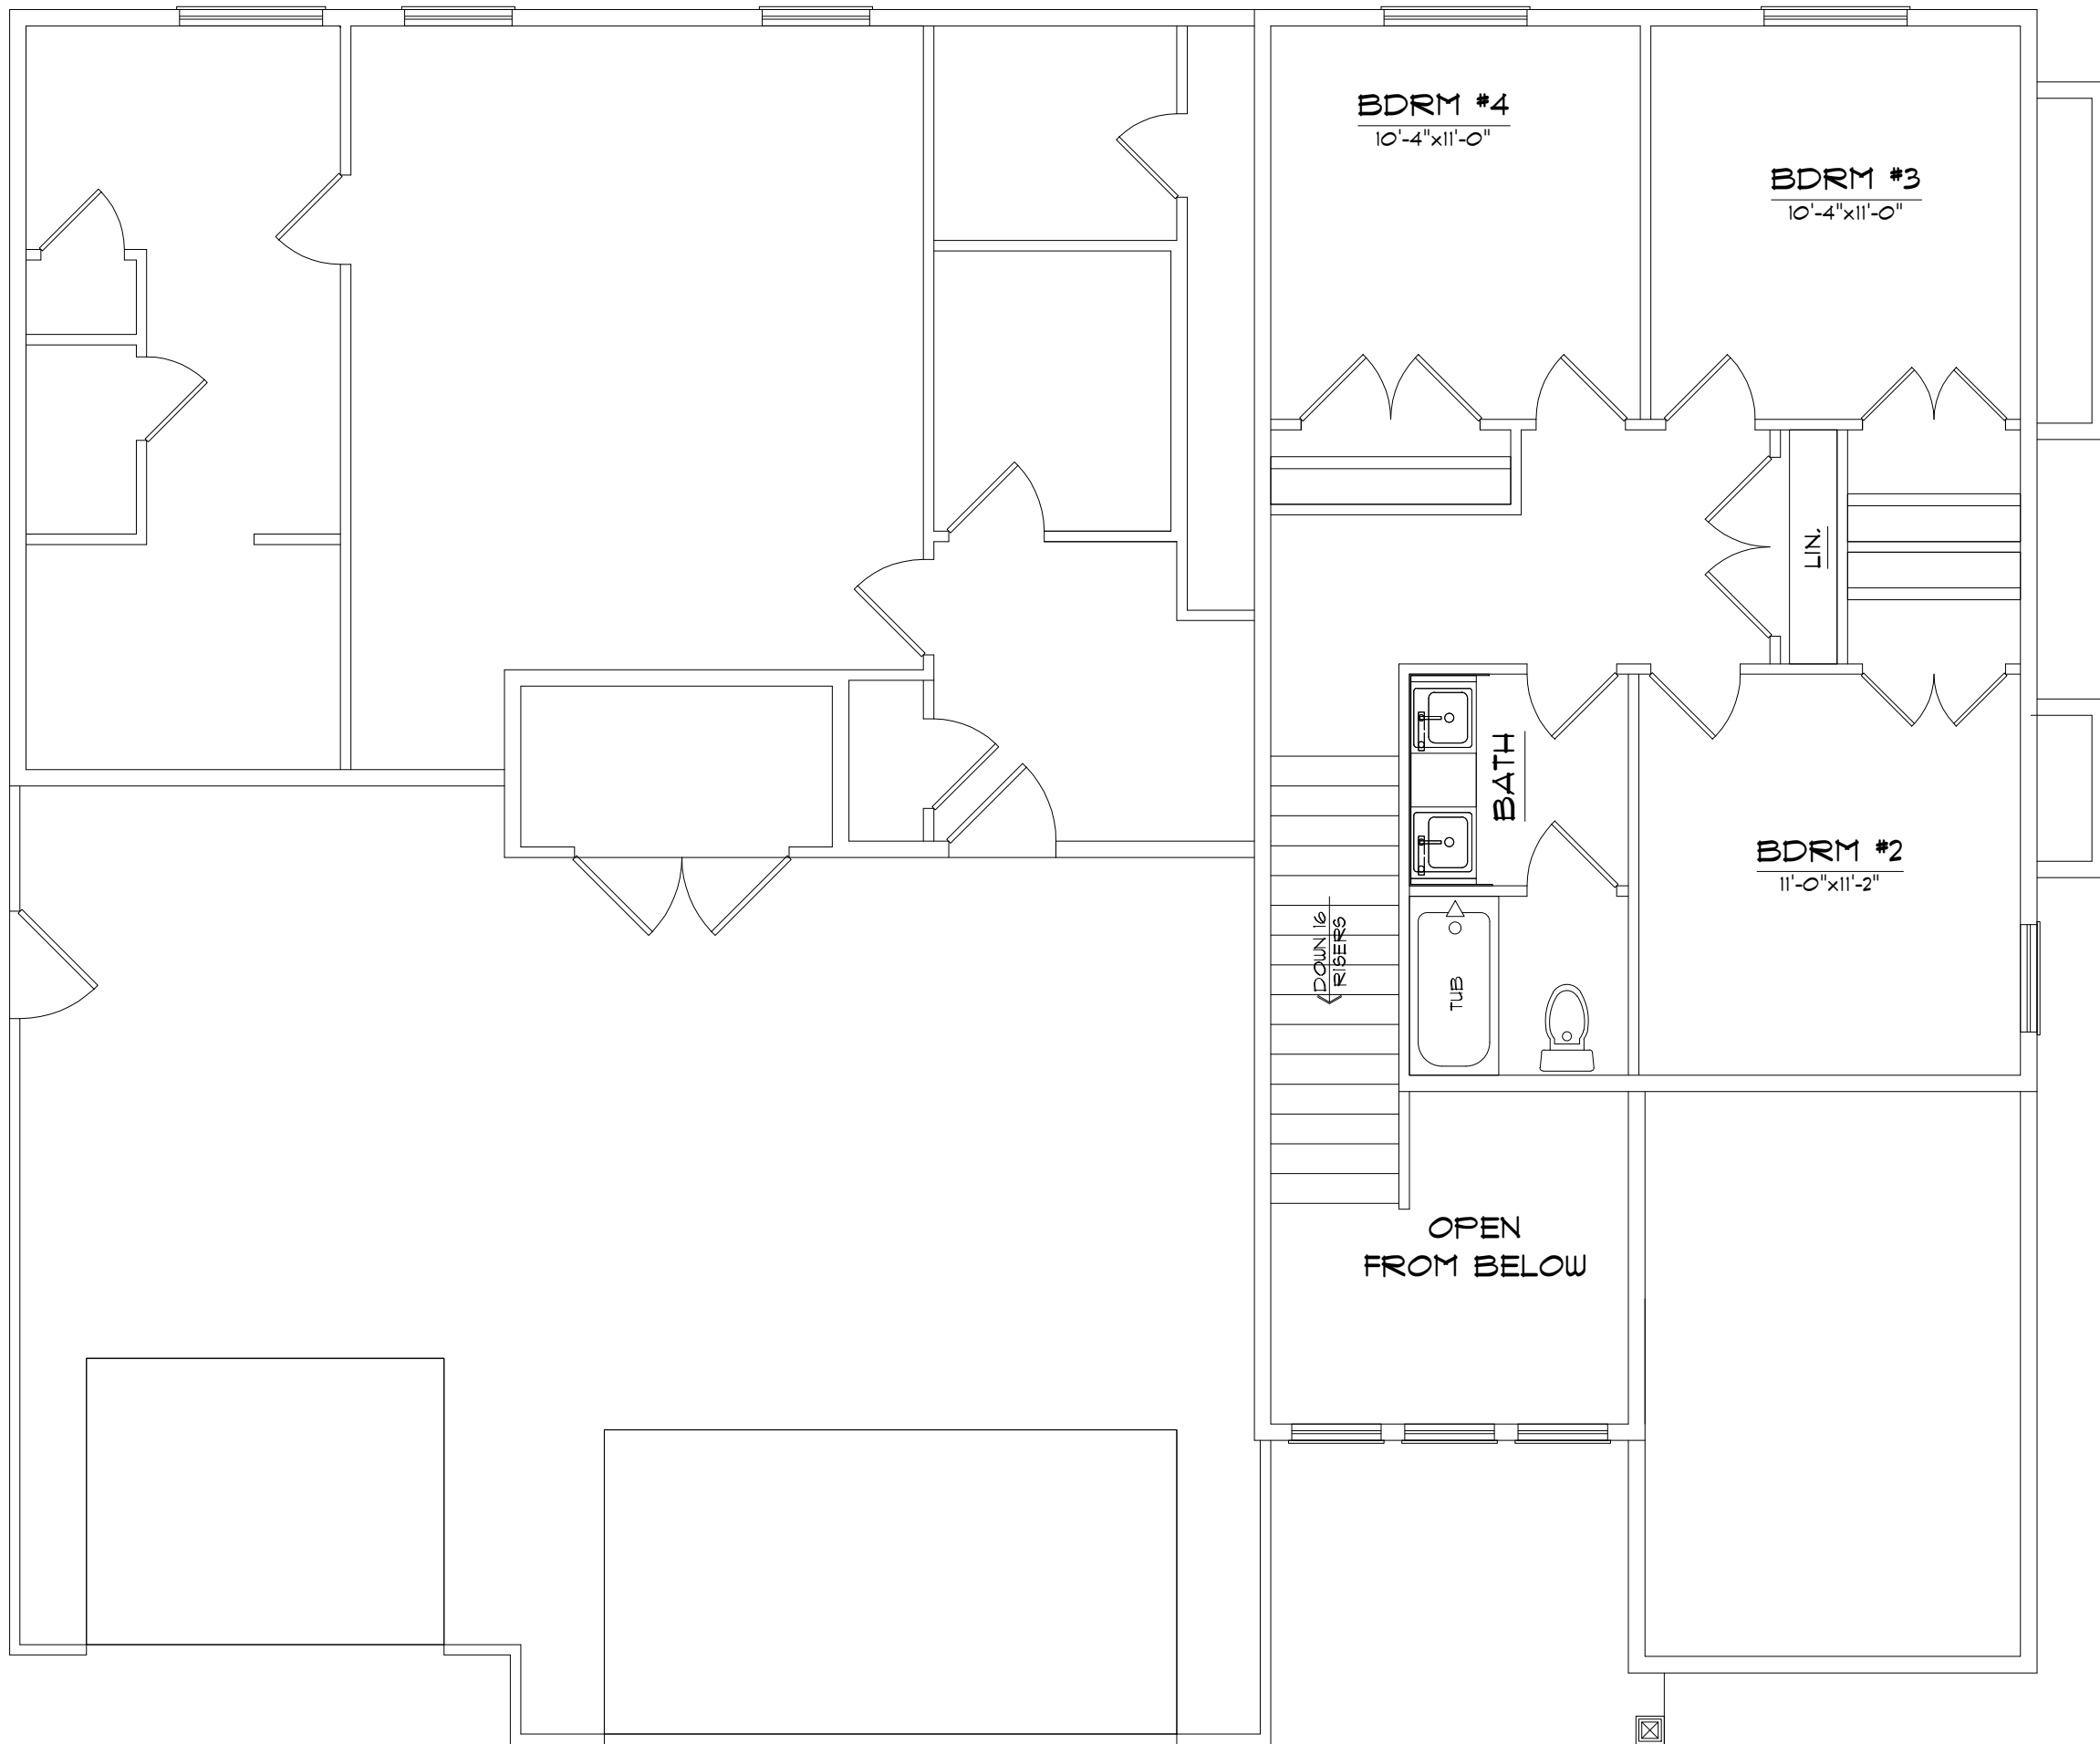 BDRM #4
10'-4"x11'-0"
BDRM #3
10'-4"x11'-0"
LIN.
BATH
BDRM #2
11'-0"x11'-2"
DOWN 16
RISERS
TUB
OPEN
FROM BELOW